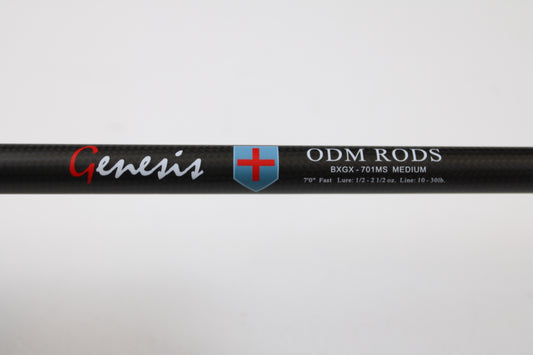 Genesis
ODM RODS
BXGX - 701MS MEDIUM
7'0" Fast Lure: 1/2 - 2 1/2 oz. Line: 10 - 30lb.